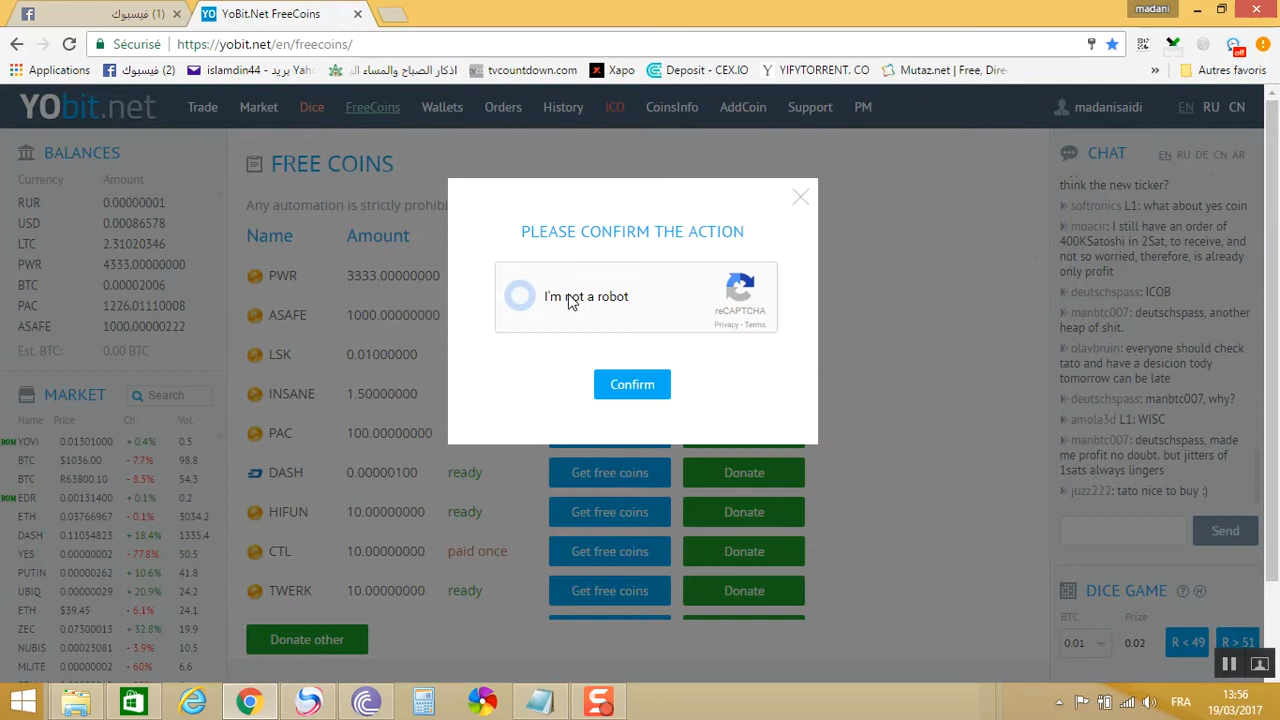 (1) فيسبوك
YoBit.Net FreeCoins
madani
Sécurisé
https://yobit.net/en/freecoins/
Applications
(2) فيسبوك
islamdin44 - بريد Yaho
اذكار الصباح والمساء ال
tvcountdown.com
Xapo
Deposit - CEX.IO
YIFYTORRENT. CO
Mutaz.net | Free, Dire
»
Autres favoris
off
YObit.net
Trade
Market
Dice
FreeCoins
Wallets
Orders
History
ICO
CoinsInfo
AddCoin
Support
PM
madanisaidi
EN RU CN
BALANCES
Currency Amount
RUR 0.00000001
USD 0.00086578
LTC 2.31020346
PWR 4333.00000000
BTC 0.00002006
PAC 1226.01110008
ASAFE 1000.00000222
Est. BTC: 0.00 BTC
MARKET
Search
Name Price Ch. Vol.
ROM YOVI 0.01301000 + 0.4% 0.5
BTC $1036.00 - 7.7% 98.8
BTC R63800.10 - 8.5% 54.3
ROM EDR 0.00131400 + 0.1% 0.2
ETH 0.03766967 - 0.1% 3034.2
DASH 0.11054823 + 18.4% 1335.4
YES 0.00000002 - 77.8% 50.5
PUTIN 0.00000262 + 10.6% 41.8
UBIQ 0.00000029 + 20.9% 24.2
ETH $39.45 - 6.1% 24.1
ZEC 0.07300013 + 32.8% 19.9
NUBIS 0.00023081 - 3.9% 10.5
MLITE 0.00000002 - 60% 6.6
FREE COINS
Any automation is strictly prohib
Name Amount
PWR 3333.00000000
ASAFE 1000.00000000
LSK 0.01000000
INSANE 1.50000000
PAC 100.00000000
DASH 0.00000100 ready Get free coins Donate
HIFUN 10.00000000 ready Get free coins Donate
CTL 10.00000000 paid once Get free coins Donate
TWERK 10.00000000 ready Get free coins Donate
Donate other
PLEASE CONFIRM THE ACTION
I'm not a robot
reCAPTCHA
Privacy - Terms
Confirm
CHAT
EN RU DE CN AR
think the new ticker?
softronics L1: what about yes coin
moacir: I still have an order of
400KSatoshi in 2Sat, to receive, and
not so worried, therefore, is already
only profit
deutschspass: ICOB
manbtc007: deutschspass, another
heap of shit.
olavbruin: everyone should check
tato and have a desicion tody
tomorrow can be late
deutschspass: manbtc007, why?
amola3d L1: WISC
manbtc007: deutschspass, made
me profit no doubt. but jitters of
1sats always lingers
juzz222: tato nice to buy :)
Send
DICE GAME ? H
BTC Prize
0.01 0.02 R < 49 R > 51
FRA
13:56
19/03/2017